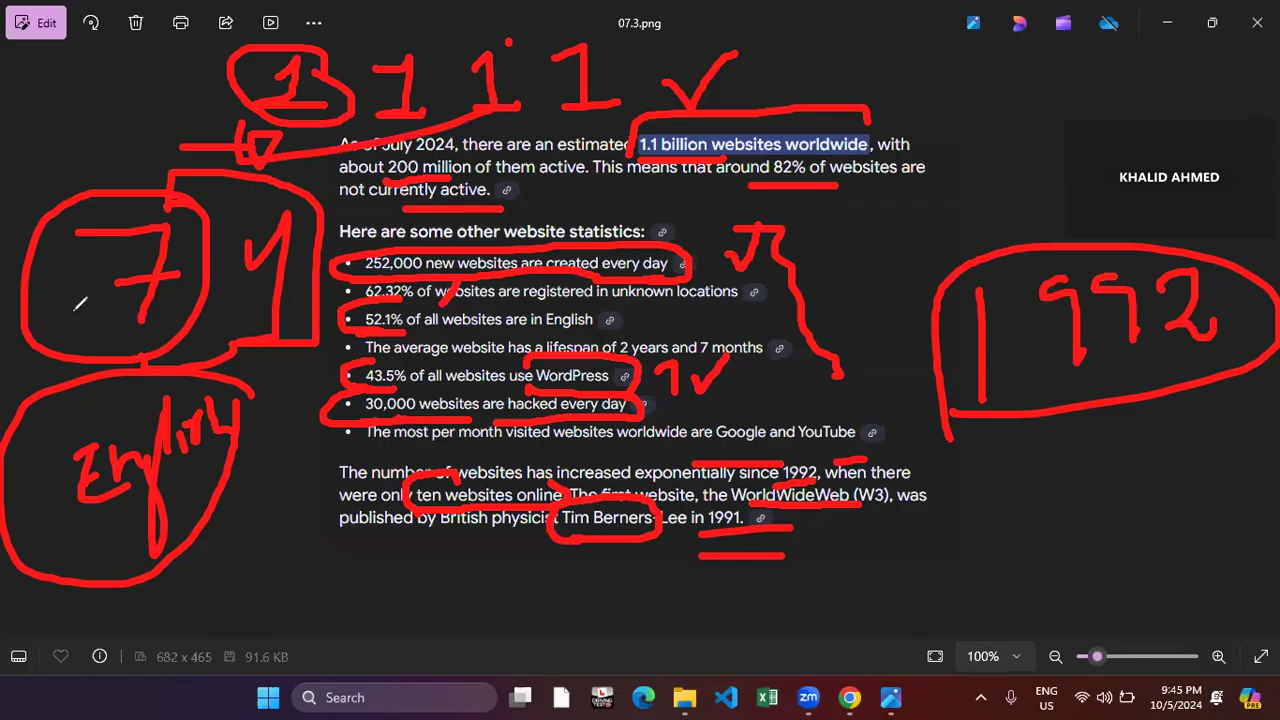 Edit
07.3.png
1 1 1 1
As of July 2024, there are an estimated 1.1 billion websites worldwide, with
about 200 million of them active. This means that around 82% of websites are
not currently active.
KHALID AHMED
Here are some other website statistics:
7
252,000 new websites are created every day
62.32% of websites are registered in unknown locations
1992
52.1% of all websites are in English
The average website has a lifespan of 2 years and 7 months
43.5% of all websites use WordPress
30,000 websites are hacked every day
The most per month visited websites worldwide are Google and YouTube
English
The number of websites has increased exponentially since 1992, when there
were only ten websites online. The first website, the WorldWideWeb (W3), was
published by British physicist Tim Berners-Lee in 1991.
682 x 465
91.6 KB
100%
Search
ENG
US
9:45 PM
10/5/2024